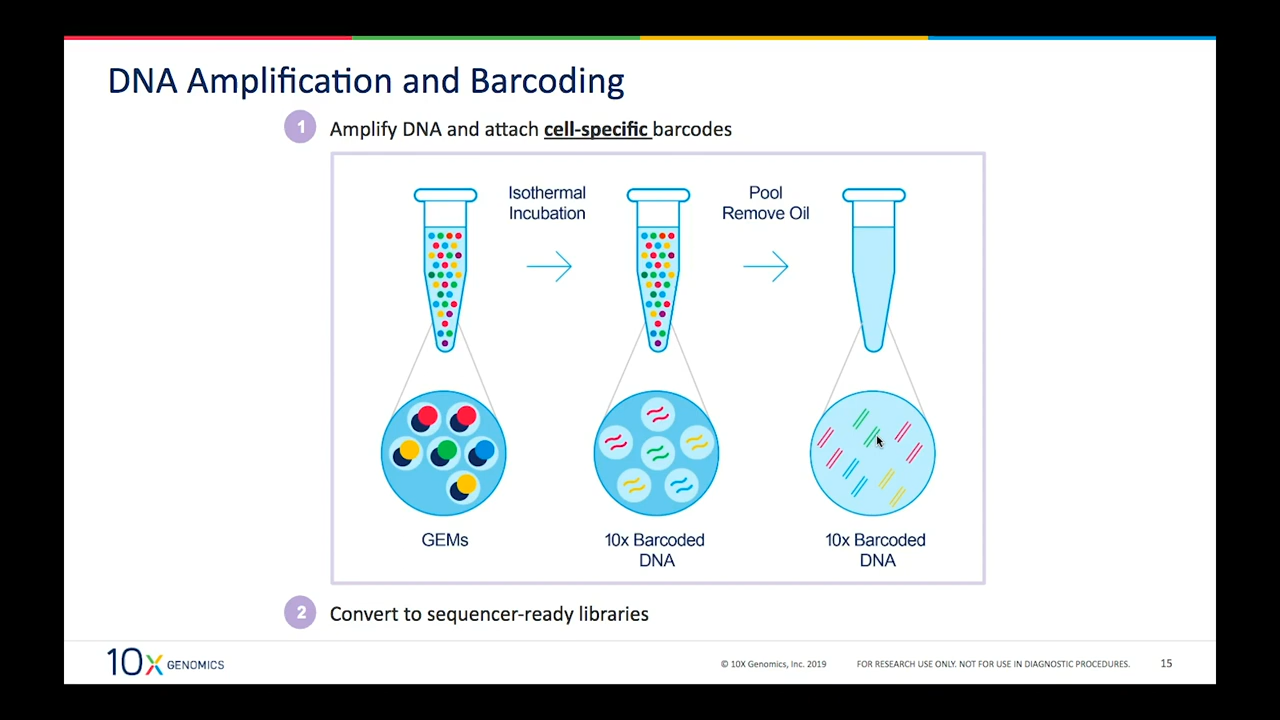 DNA Amplification and Barcoding
1 Amplify DNA and attach cell-specific barcodes
Isothermal
Incubation
Pool
Remove Oil
GEMs
10x Barcoded
DNA
10x Barcoded
DNA
2 Convert to sequencer-ready libraries
10X GENOMICS
© 10X Genomics, Inc. 2019
FOR RESEARCH USE ONLY. NOT FOR USE IN DIAGNOSTIC PROCEDURES.
15